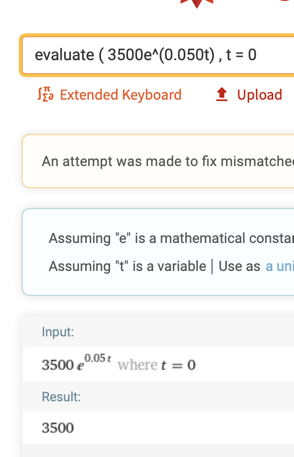 evaluate ( 3500e^(0.050t) , t = 0
Extended Keyboard Upload
An attempt was made to fix mismatche
Assuming "e" is a mathematical consta
Assuming "t" is a variable | Use as a uni
Input:
3500 e^0.05 t where t = 0
Result:
3500